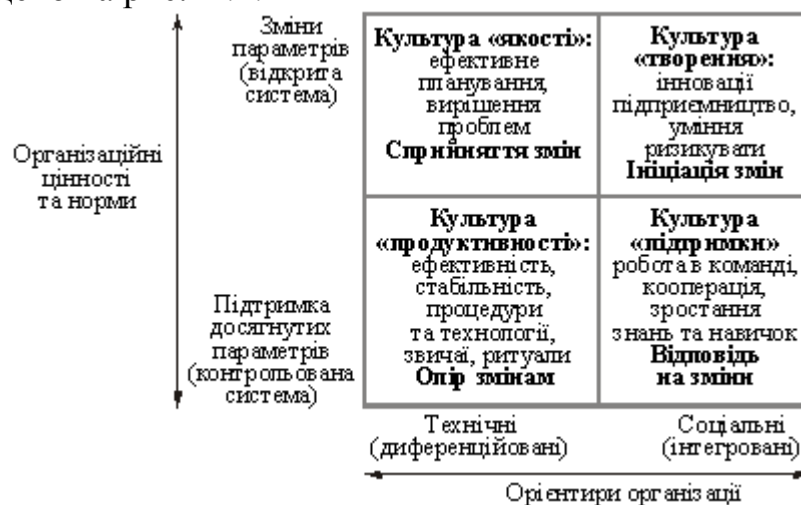 Зміни
параметрів
(відкрита
система)
Культура «якості»:
ефективне
планування,
вирішення
проблем
Сприйняття змін
Культура
«творення»:
інновації
підприємництво,
уміння
ризикувати
Ініціація змін
Організаційні
цінності
та норми
Підтримка
досягнутих
параметрів
(контрольована
система)
Культура
«продуктивності»:
ефективність,
стабільність,
процедури
та технології,
звичаї, ритуали
Опір змінам
Культура
«підтримки»
робота в команді,
кооперація,
зростання
знань та навичок
Відповідь
на зміни
Технічні
(диференційовані)
Соціальні
(інтегровані)
Орієнтири організації